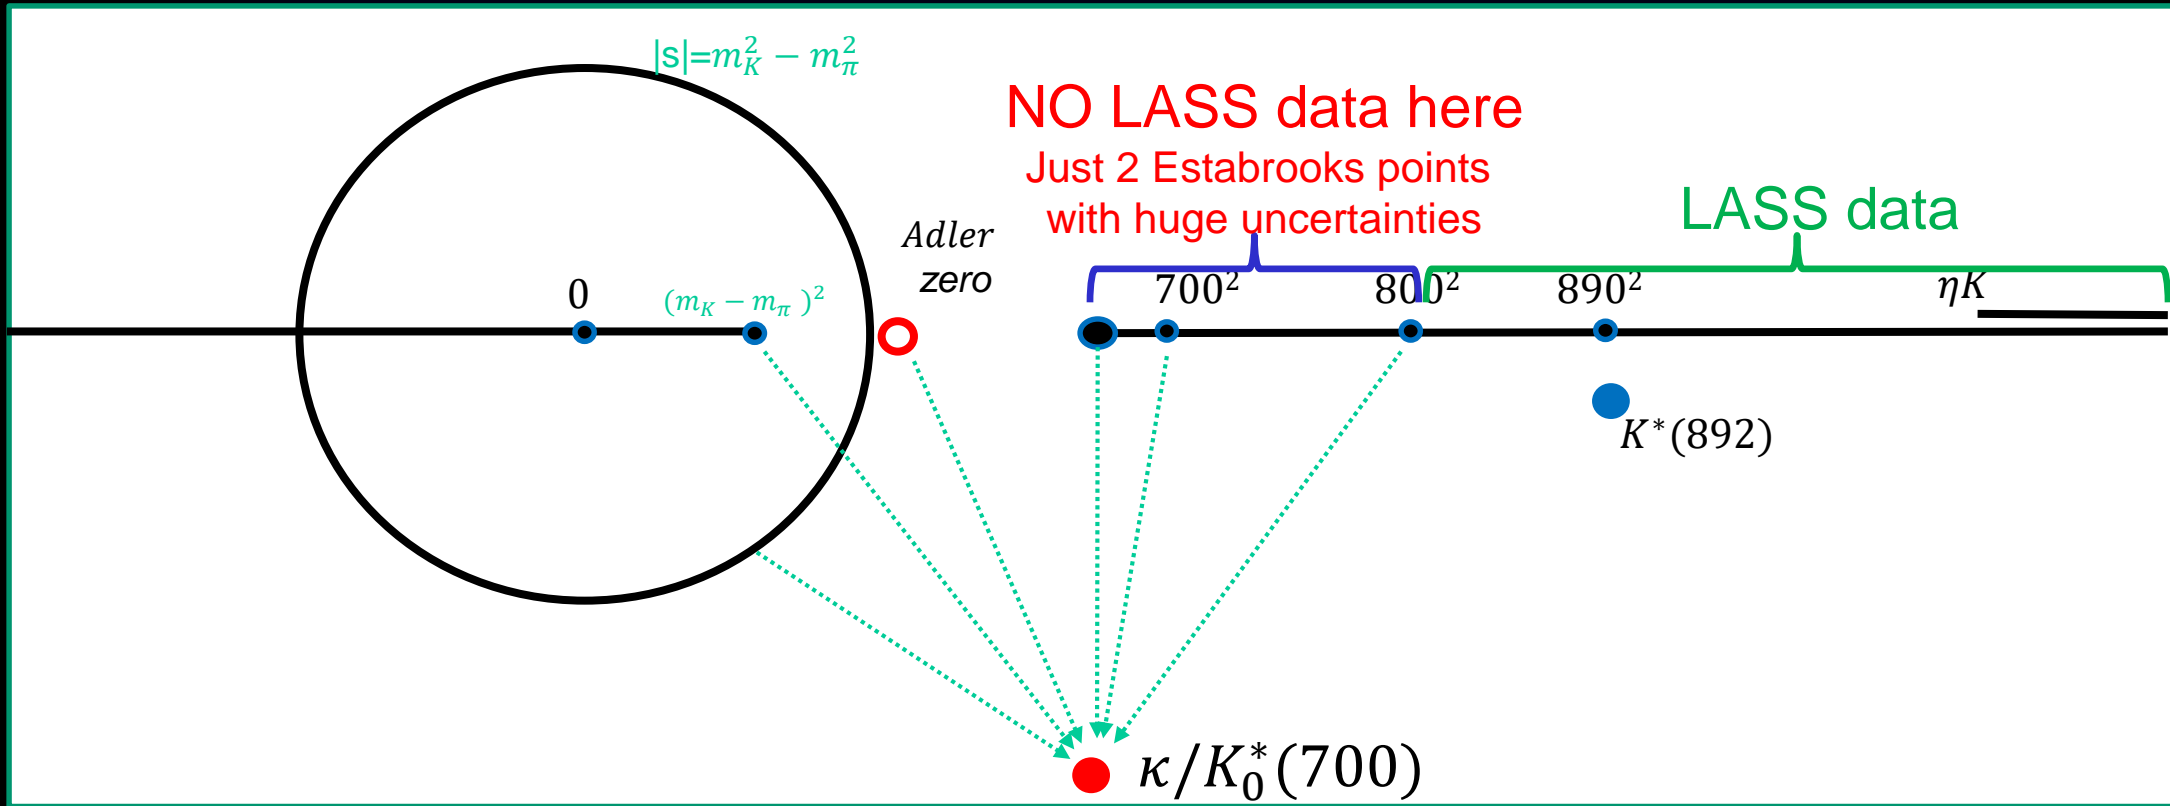 |s|=m_K^2 − m_π^2
NO LASS data here
Just 2 Estabrooks points
with huge uncertainties
LASS data
Adler
zero
0
(m_K − m_π )^2
700²
800²
890²
ηK
K*(892)
κ/K_0^*(700)